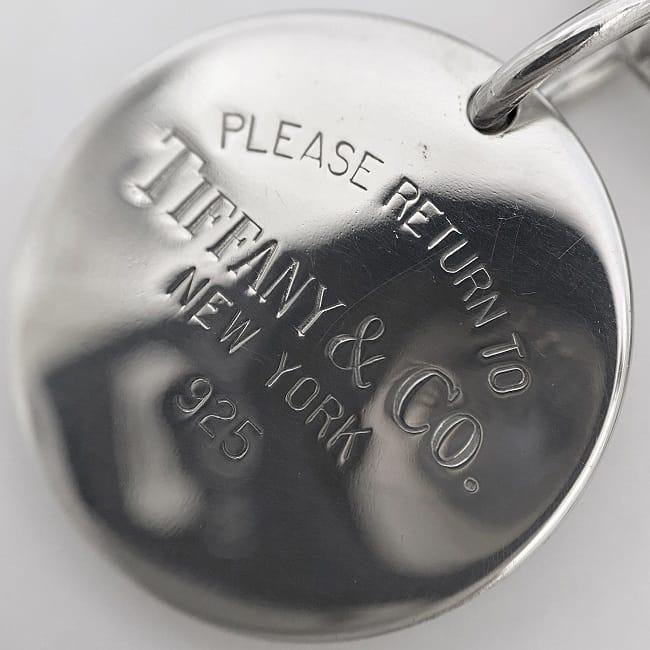 PLEASE RETURN TO
TIFFANY & CO.
NEW YORK
925